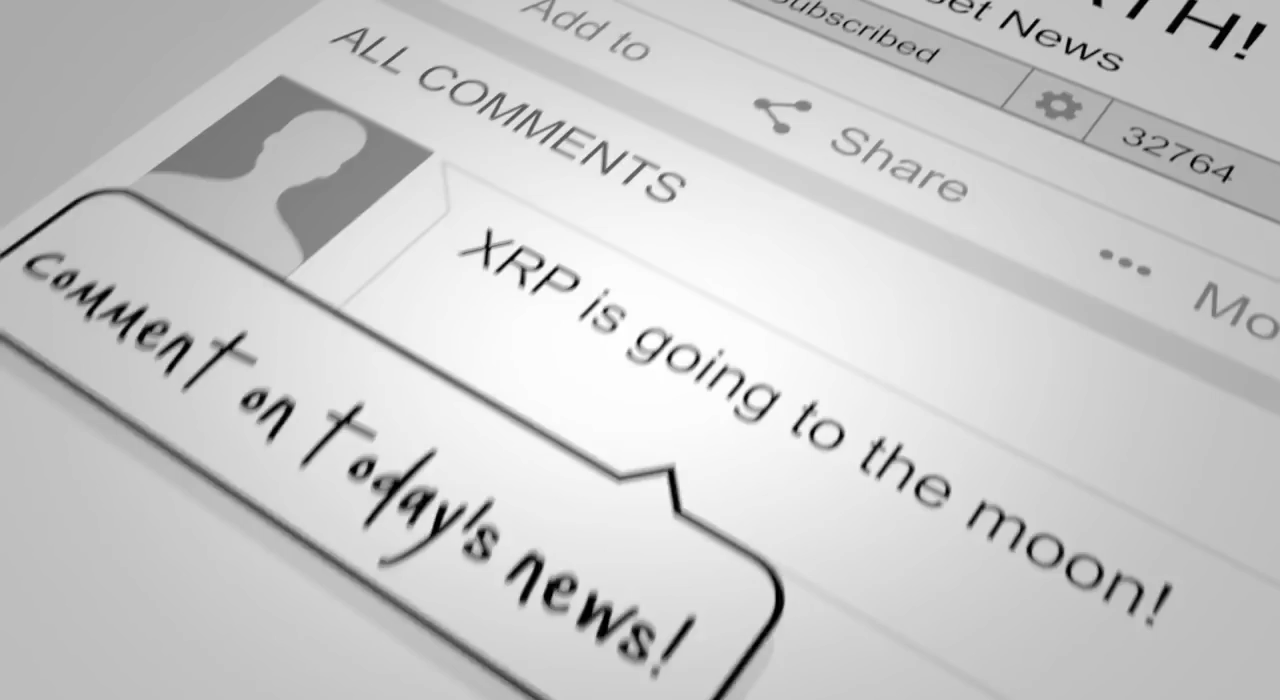 et News
Subscribed
32764
Add to
Share
ALL COMMENTS
XRP is going to the moon!
comment on today's news!